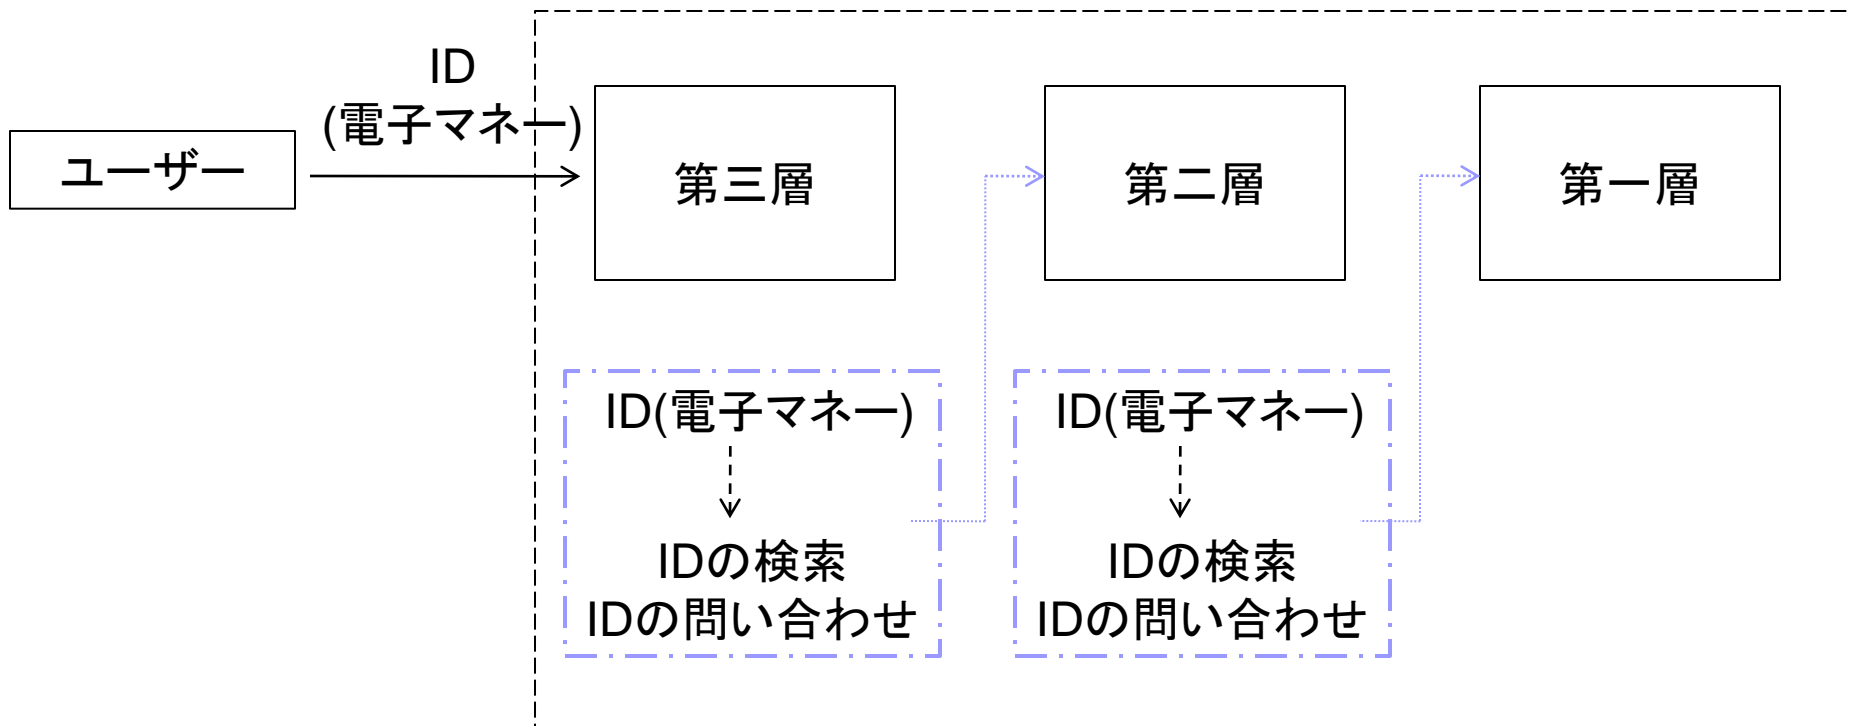 ID
(電子マネー)
ユーザー
第三層
第二層
第一層
ID(電子マネー)
IDの検索
IDの問い合わせ
ID(電子マネー)
IDの検索
IDの問い合わせ